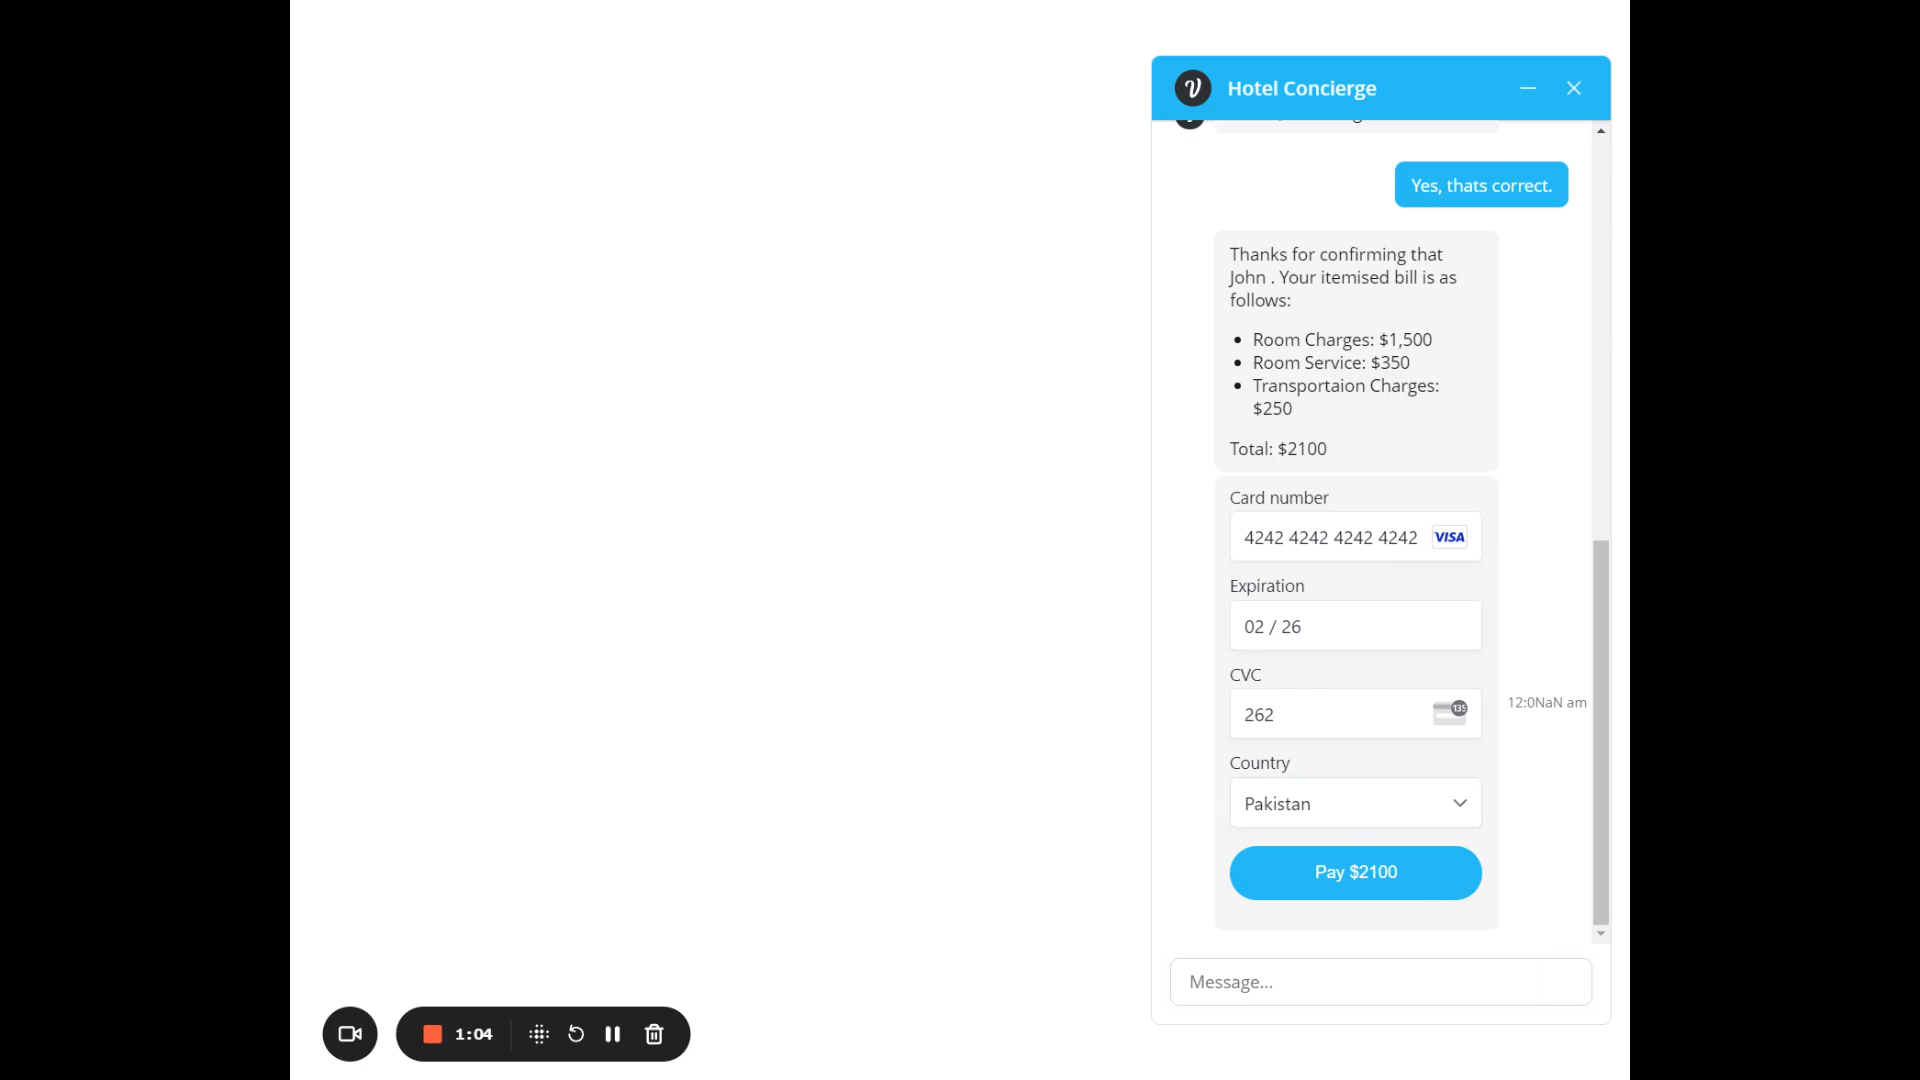 Hotel Concierge
Yes, thats correct.
Thanks for confirming that
John . Your itemised bill is as
follows:
Room Charges: $1,500
Room Service: $350
Transportaion Charges:
$250
Total: $2100
Card number
4242 4242 4242 4242 VISA
Expiration
02 / 26
CVC
262 135
12:0NaN am
Country
Pakistan
Pay $2100
Message...
1:04